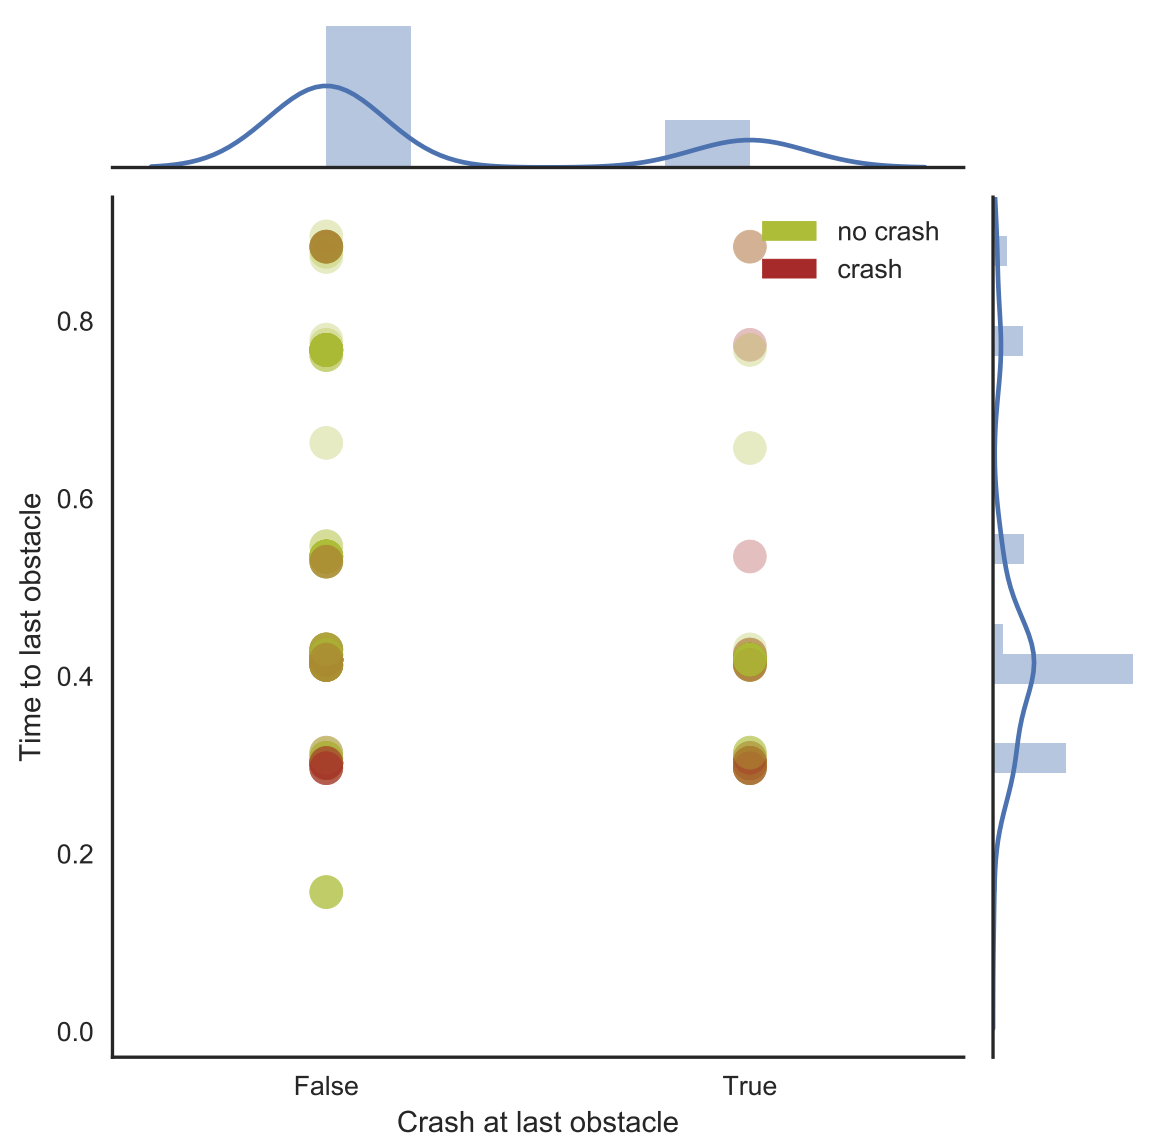 no crash
crash
0.8
0.6
0.4
0.2
0.0
Time to last obstacle
False
True
Crash at last obstacle